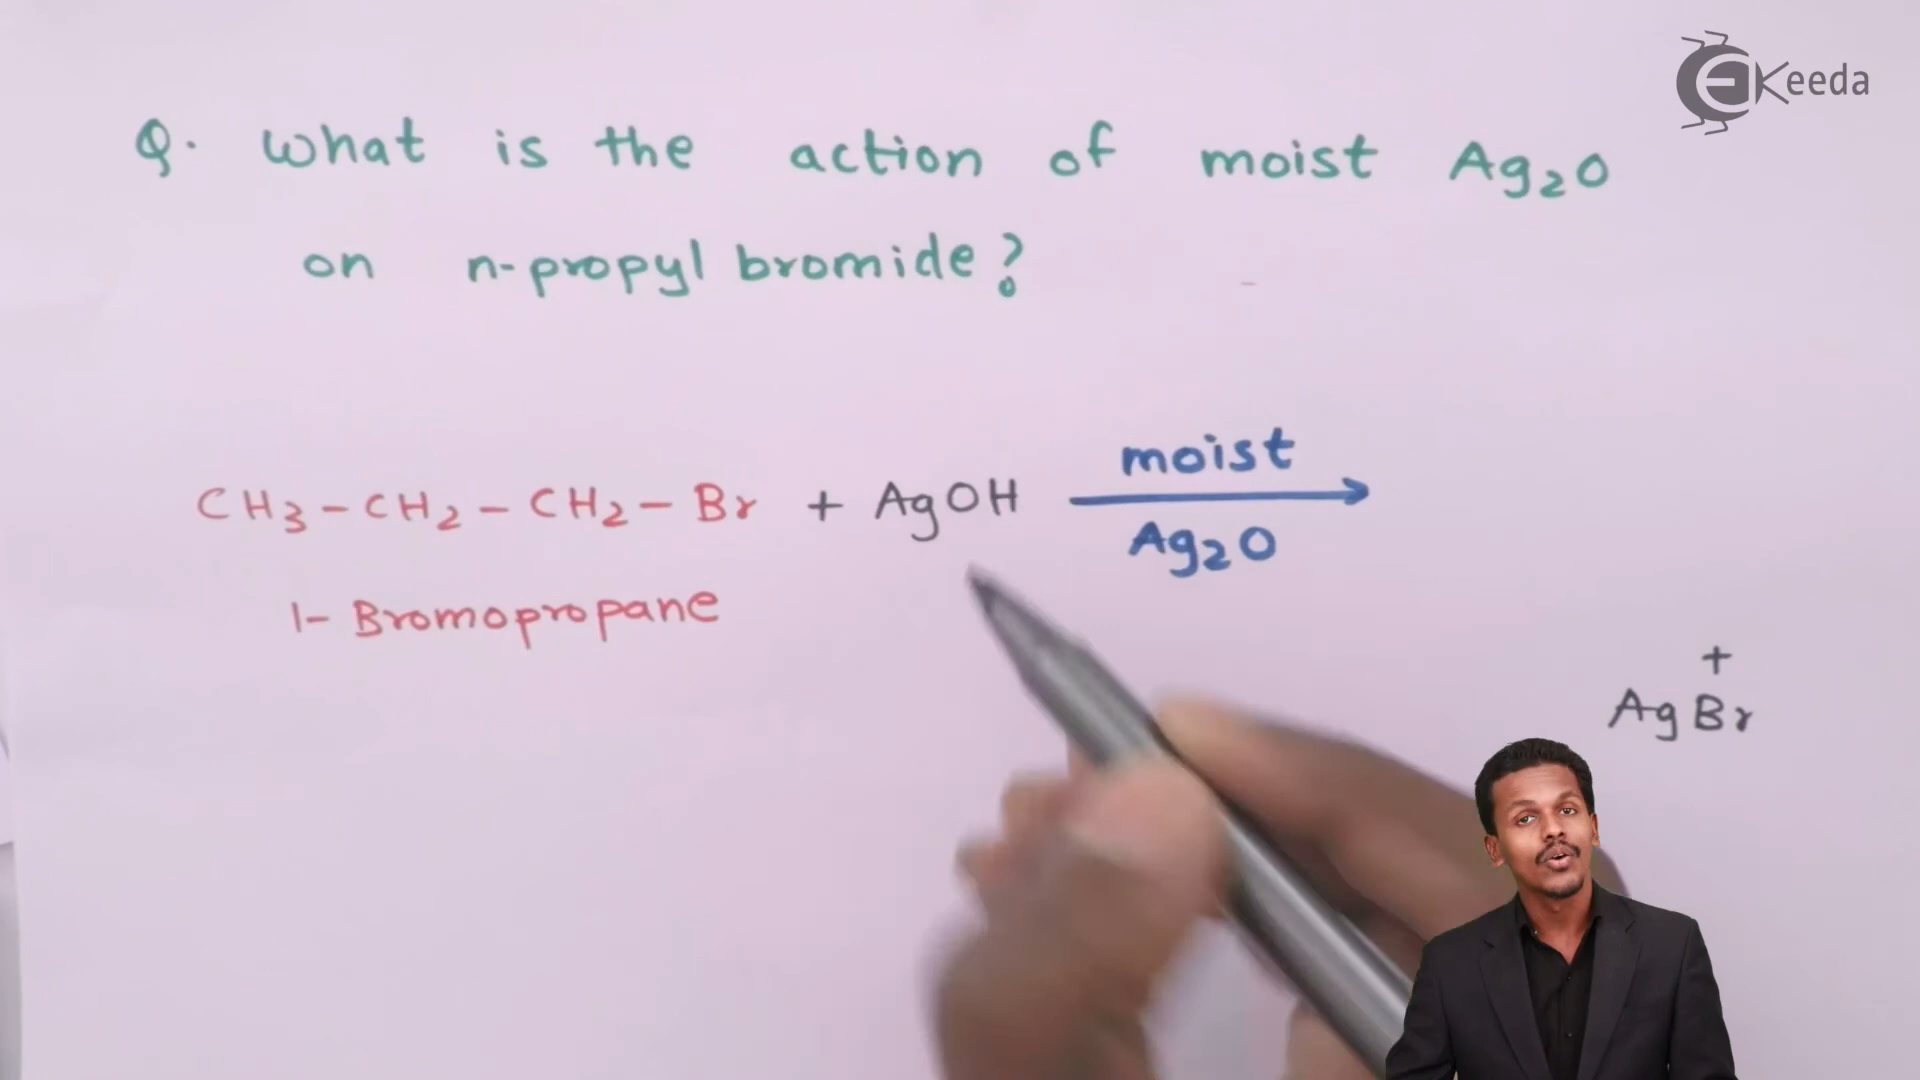 EKeeda
Q. What is the action of moist Ag2O
on n-propyl bromide?
moist
CH3-CH2-CH2-Br + AgOH
Ag2O
1-Bromopropane
+
AgBr